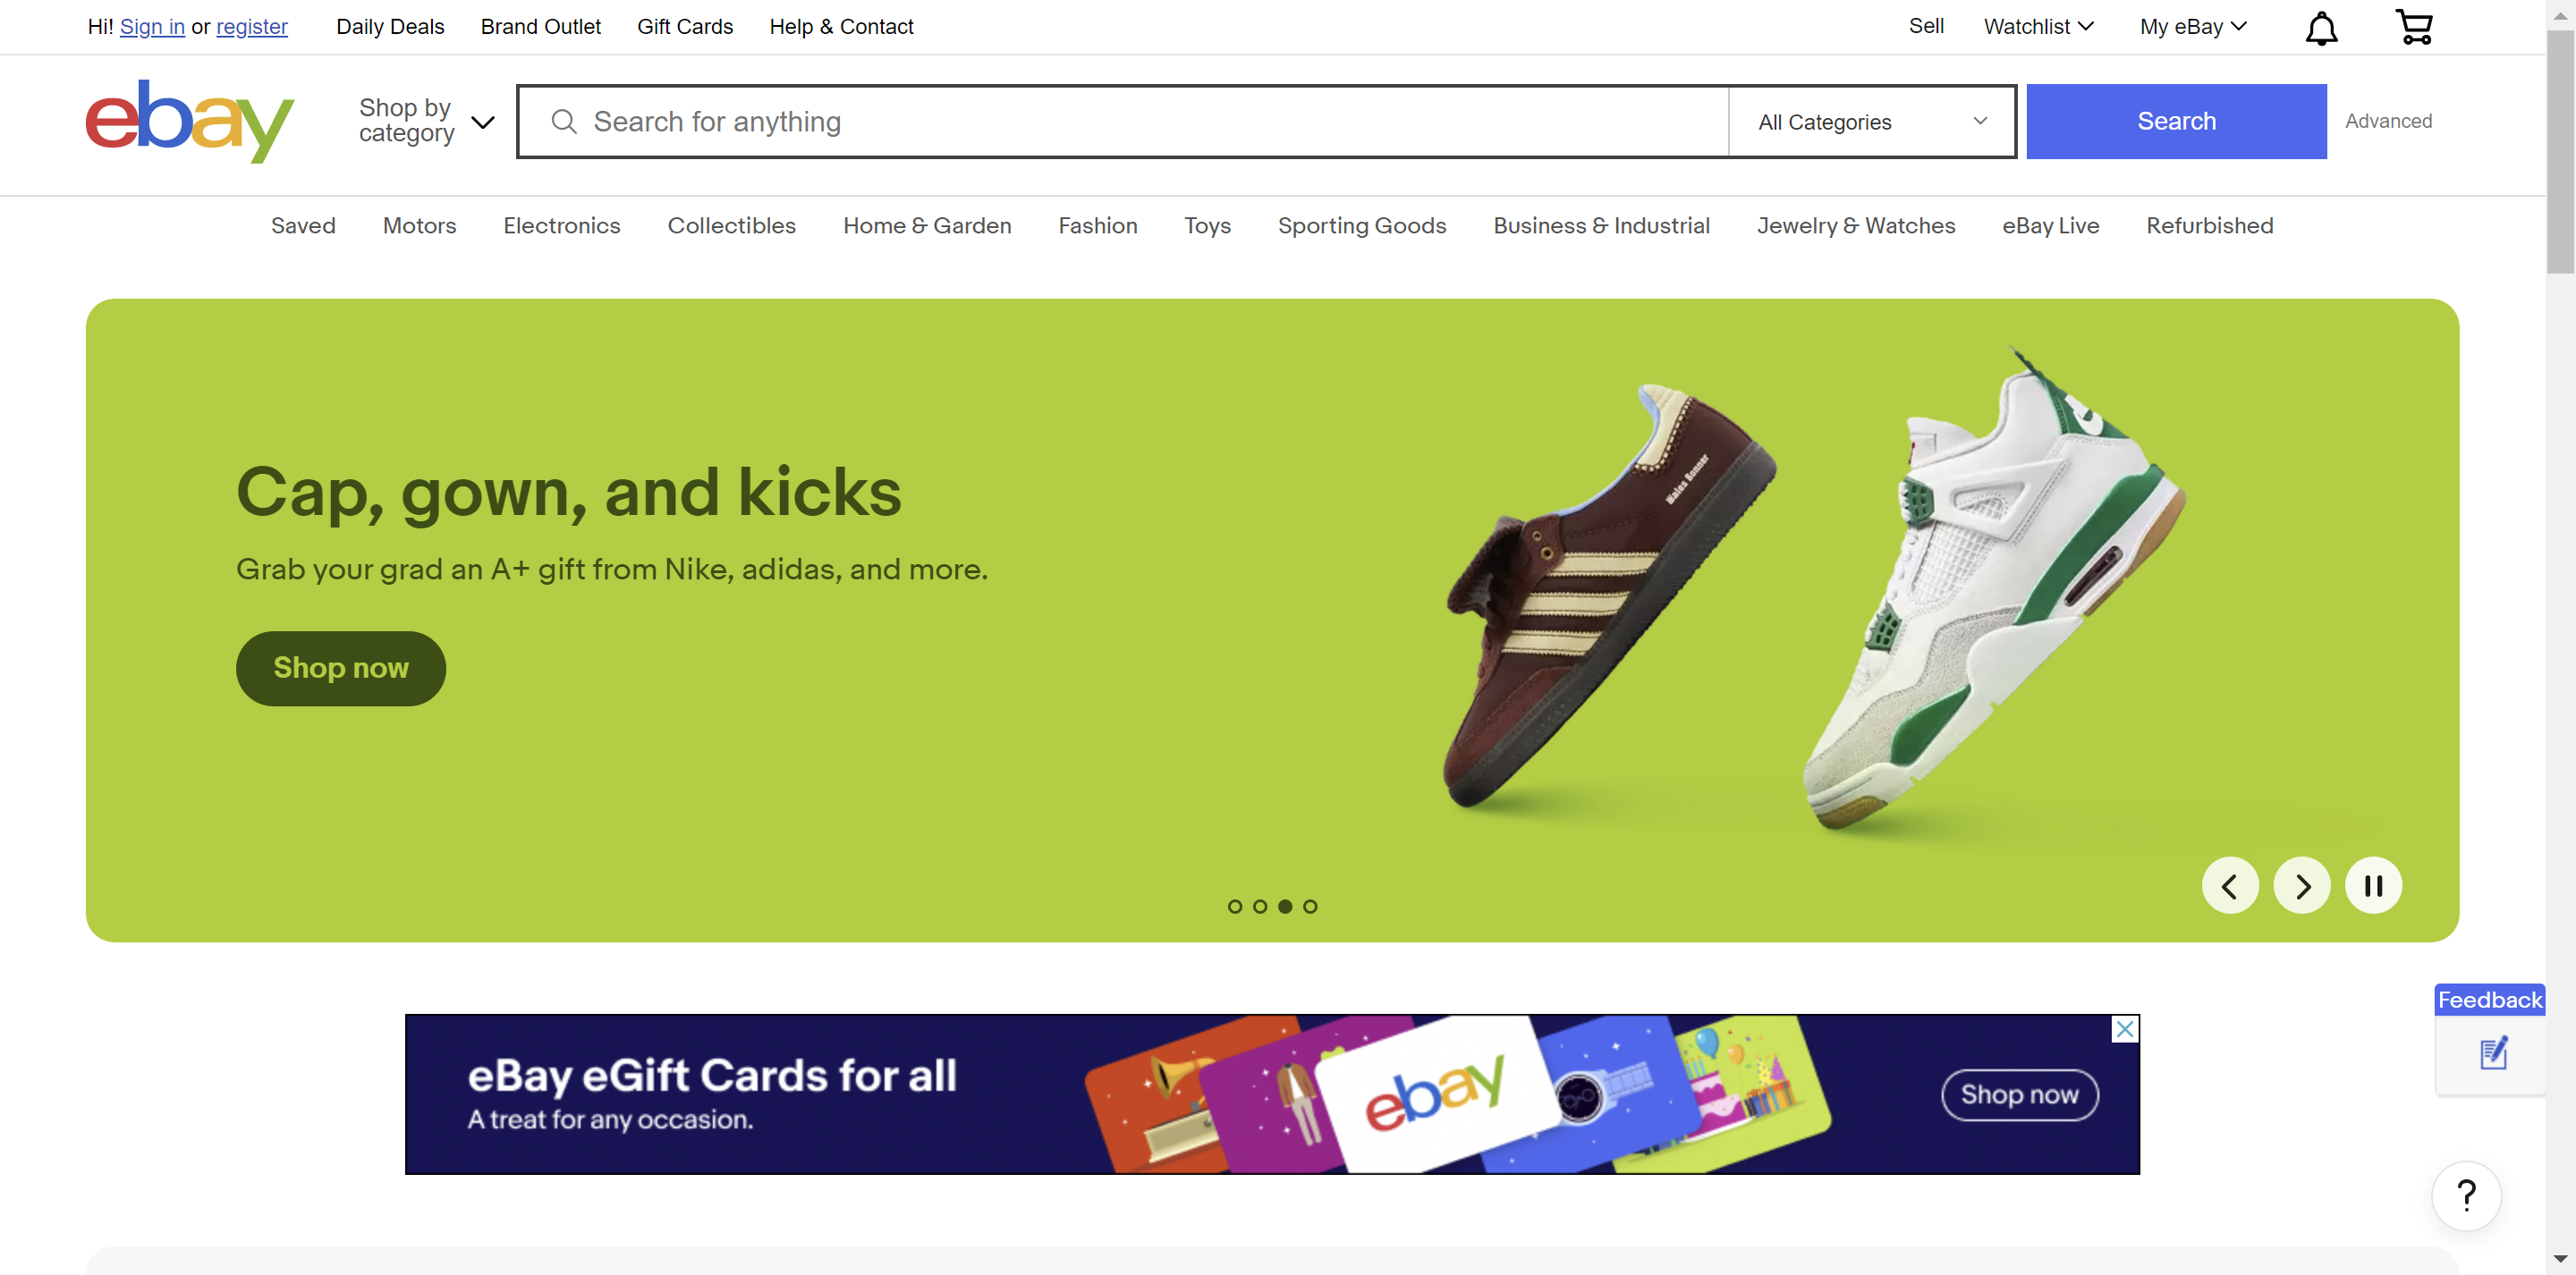 Hi! Sign in or register
Daily Deals
Brand Outlet
Gift Cards
Help & Contact
Sell
Watchlist
My eBay
ebay
Shop by
category
Search for anything
All Categories
Search
Advanced
Saved
Motors
Electronics
Collectibles
Home & Garden
Fashion
Toys
Sporting Goods
Business & Industrial
Jewelry & Watches
eBay Live
Refurbished
Cap, gown, and kicks
Grab your grad an A+ gift from Nike, adidas, and more.
Shop now
Wales Bonner
Feedback
eBay eGift Cards for all
A treat for any occasion.
ebay
Shop now
?